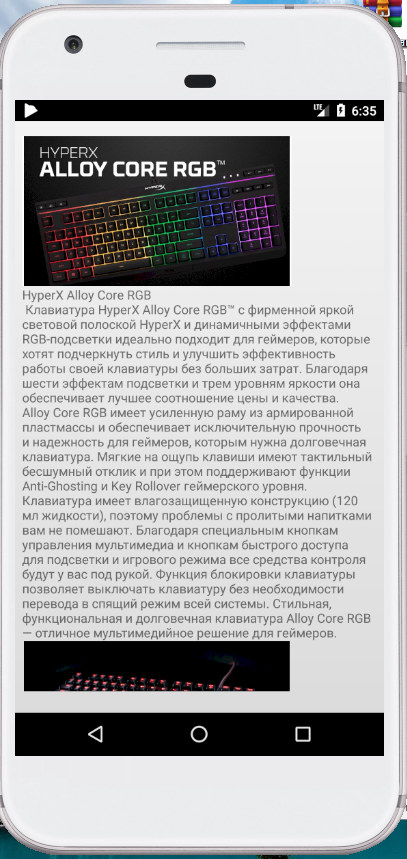 LTE 6:35
HYPERX
ALLOY CORE RGB™
HYPERX
HyperX Alloy Core RGB
Клавиатура HyperX Alloy Core RGB™ с фирменной яркой
световой полоской HyperX и динамичными эффектами
RGB-подсветки идеально подходит для геймеров, которые
хотят подчеркнуть стиль и улучшить эффективность
работы своей клавиатуры без больших затрат. Благодаря
шести эффектам подсветки и трем уровням яркости она
обеспечивает лучшее соотношение цены и качества.
Alloy Core RGB имеет усиленную раму из армированной
пластмассы и обеспечивает исключительную прочность
и надежность для геймеров, которым нужна долговечная
клавиатура. Мягкие на ощупь клавиши имеют тактильный
бесшумный отклик и при этом поддерживают функции
Anti-Ghosting и Key Rollover геймерского уровня.
Клавиатура имеет влагозащищенную конструкцию (120
мл жидкости), поэтому проблемы с пролитыми напитками
вам не помешают. Благодаря специальным кнопкам
управления мультимедиа и кнопкам быстрого доступа
для подсветки и игрового режима все средства контроля
будут у вас под рукой. Функция блокировки клавиатуры
позволяет выключать клавиатуру без необходимости
перевода в спящий режим всей системы. Стильная,
функциональная и долговечная клавиатура Alloy Core RGB
— отличное мультимедийное решение для геймеров.